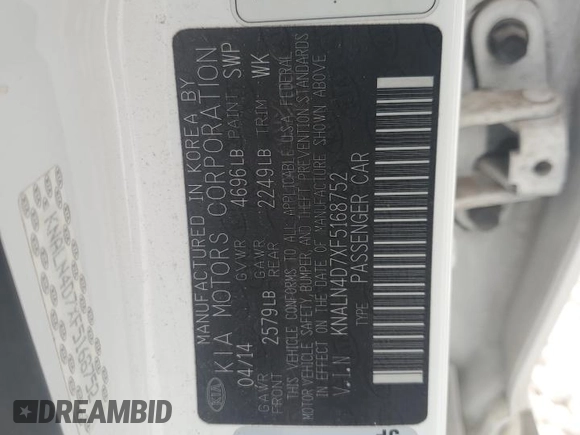 MANUFACTURED IN KOREA BY
KIA KIA MOTORS CORPORATION
04/14 GVWR 4696LB PAINT SWP
GAWR FRONT 2579LB GAWR REAR 2249LB TRIM WK
THIS VEHICLE CONFORMS TO ALL APPLICABLE U.S.A. FEDERAL
MOTOR VEHICLE SAFETY, BUMPER AND THEFT PREVENTION STANDARDS
IN EFFECT ON THE DATE OF MANUFACTURE SHOWN ABOVE.
V.I.N KNALN4D7XF5168752
TYPE PASSENGER CAR
SP
DREAMBID